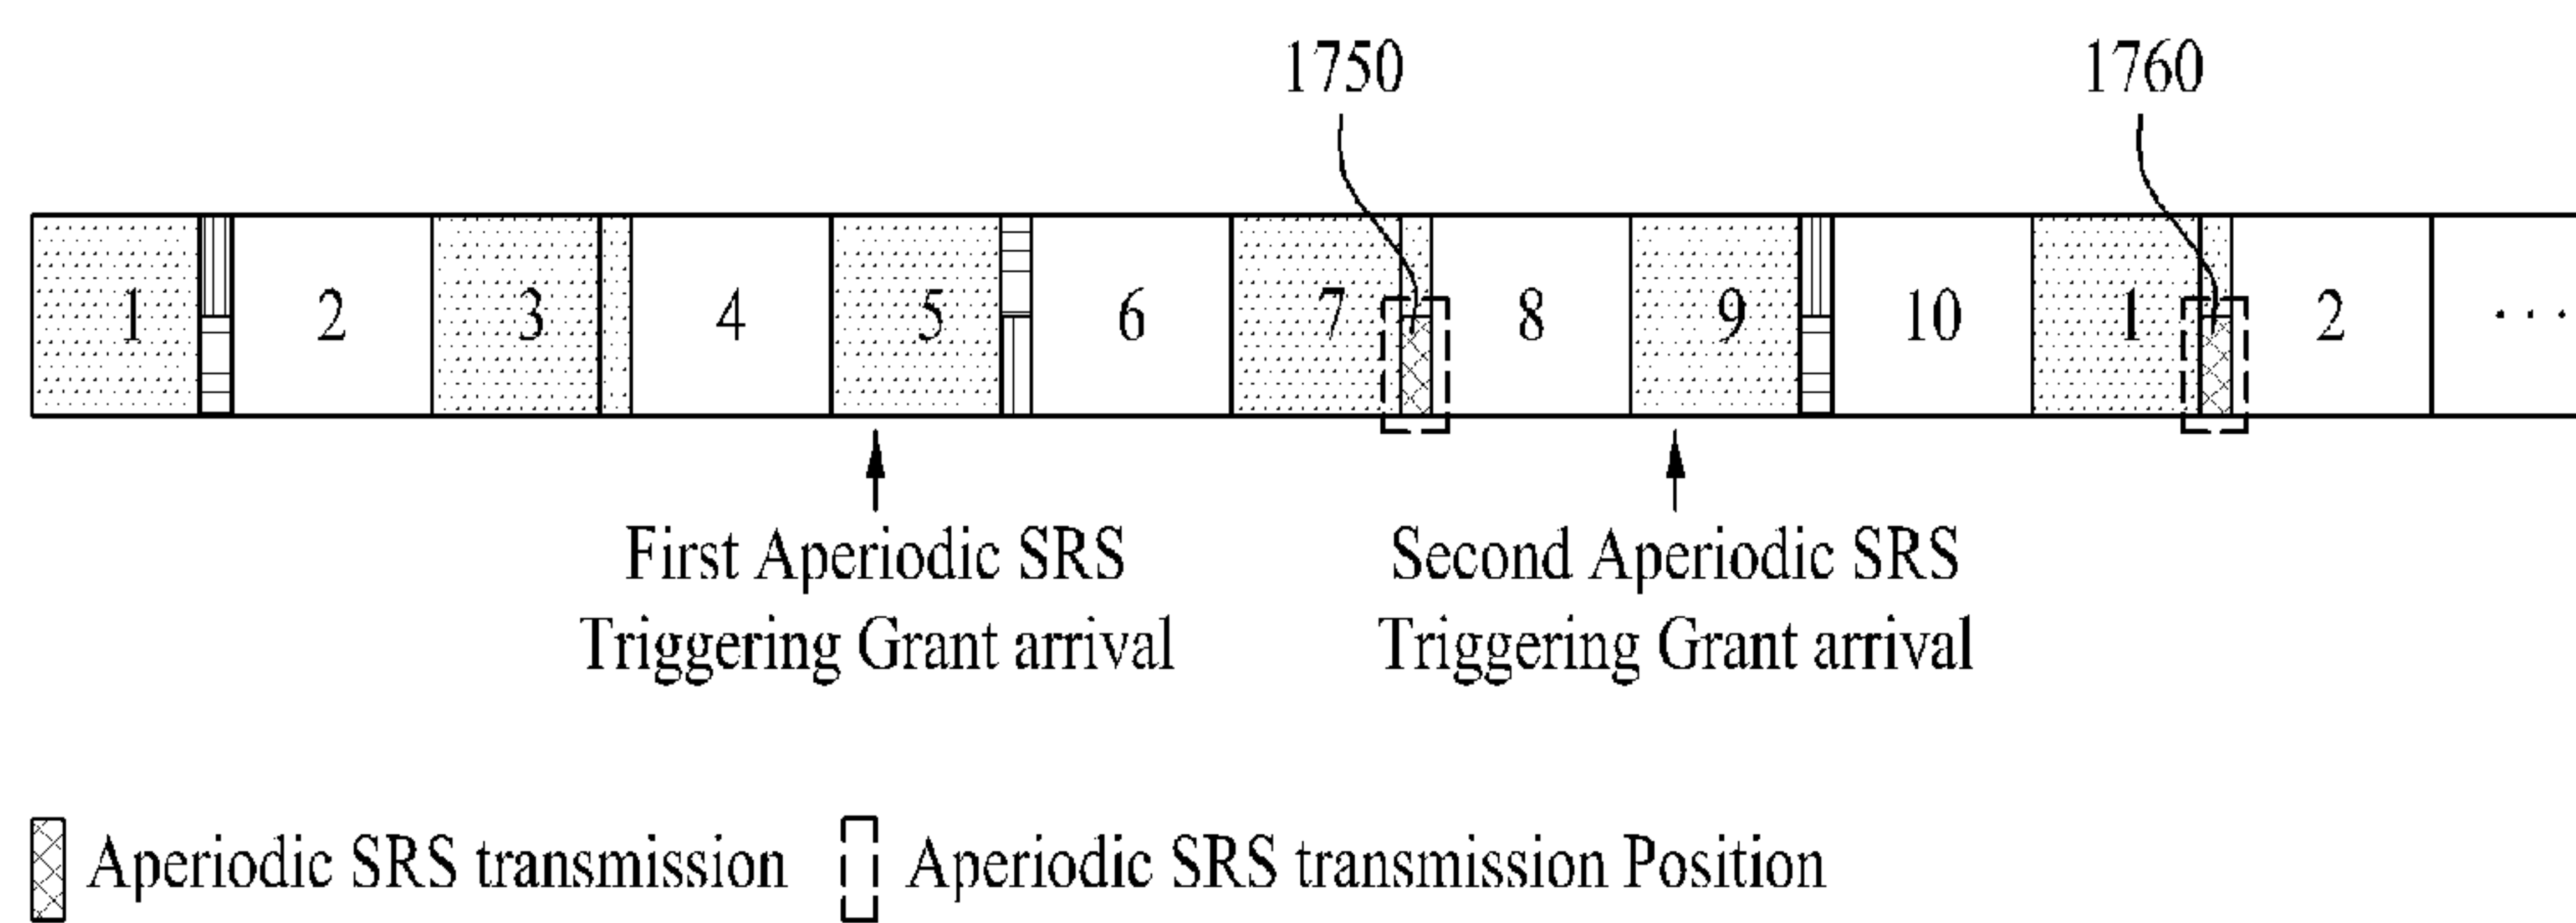 1750 1760
1 2 3 4 5 6 7 8 9 10 1 2 ...
First Aperiodic SRS Second Aperiodic SRS
Triggering Grant arrival Triggering Grant arrival
Aperiodic SRS transmission Aperiodic SRS transmission Position